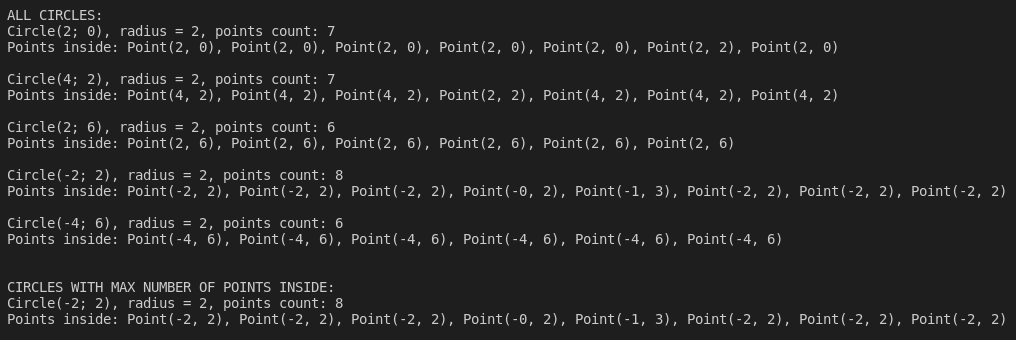 ALL CIRCLES:
Circle(2; 0), radius = 2, points count: 7
Points inside: Point(2, 0), Point(2, 0), Point(2, 0), Point(2, 0), Point(2, 0), Point(2, 2), Point(2, 0)
Circle(4; 2), radius = 2, points count: 7
Points inside: Point(4, 2), Point(4, 2), Point(4, 2), Point(2, 2), Point(4, 2), Point(4, 2), Point(4, 2)
Circle(2; 6), radius = 2, points count: 6
Points inside: Point(2, 6), Point(2, 6), Point(2, 6), Point(2, 6), Point(2, 6), Point(2, 6)
Circle(-2; 2), radius = 2, points count: 8
Points inside: Point(-2, 2), Point(-2, 2), Point(-2, 2), Point(-0, 2), Point(-1, 3), Point(-2, 2), Point(-2, 2), Point(-2, 2)
Circle(-4; 6), radius = 2, points count: 6
Points inside: Point(-4, 6), Point(-4, 6), Point(-4, 6), Point(-4, 6), Point(-4, 6), Point(-4, 6)
CIRCLES WITH MAX NUMBER OF POINTS INSIDE:
Circle(-2; 2), radius = 2, points count: 8
Points inside: Point(-2, 2), Point(-2, 2), Point(-2, 2), Point(-0, 2), Point(-1, 3), Point(-2, 2), Point(-2, 2), Point(-2, 2)